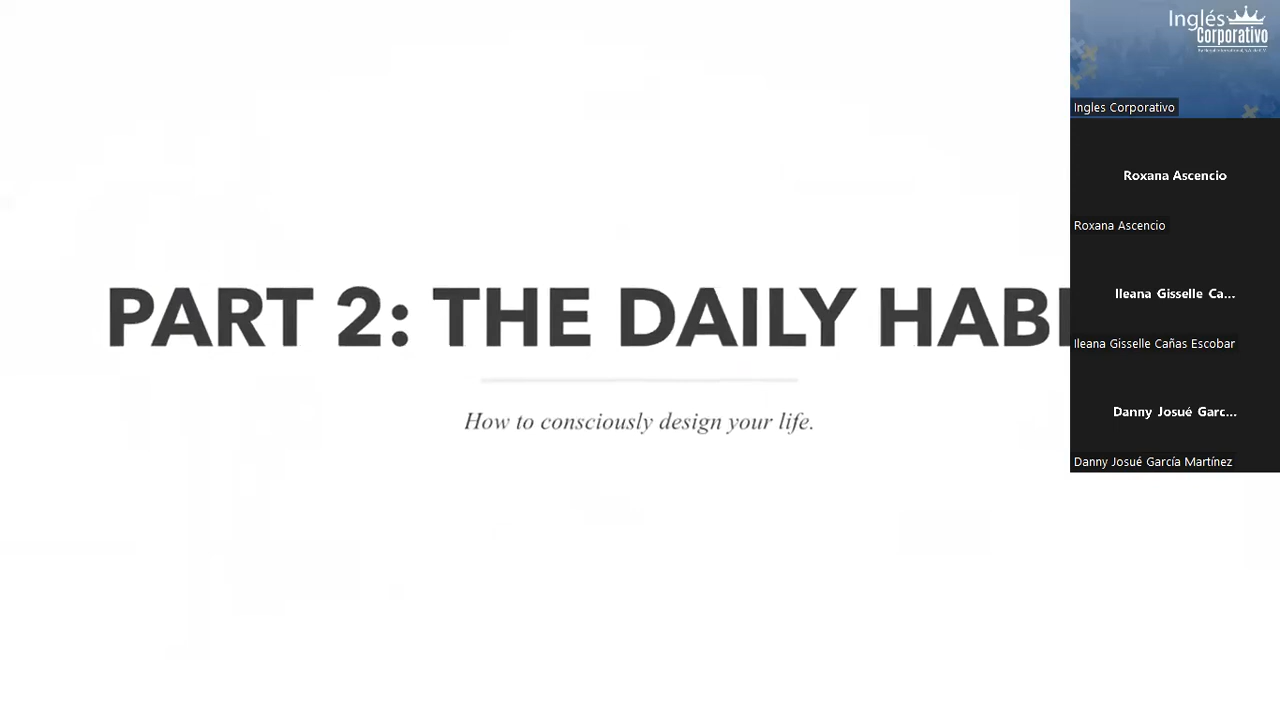 PART 2: THE DAILY HABI
How to consciously design your life.
Inglés
Corporativo
Ingles Corporativo
Roxana Ascencio
Roxana Ascencio
Ileana Gisselle Ca...
Ileana Gisselle Cañas Escobar
Danny Josué Garc...
Danny Josué García Martínez